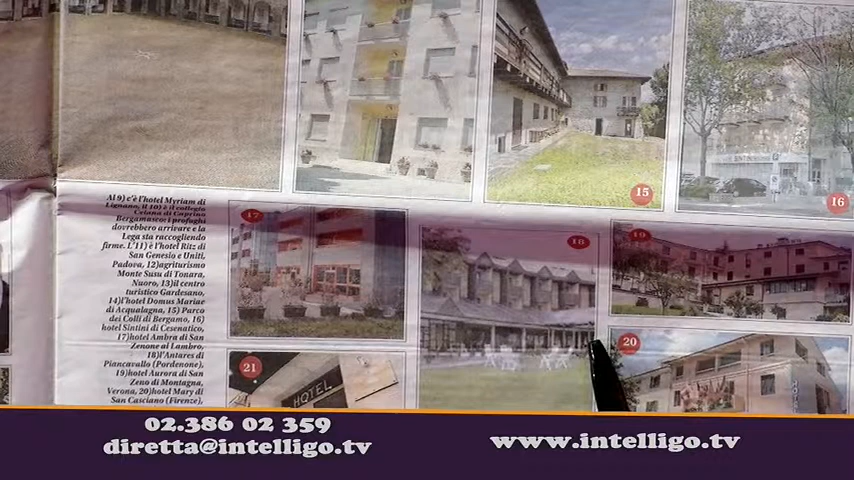 15
16
Al 9) c'è l'hotel Myriam di
Lignano, il 10) è il collegio
Celana di Caprino
Bergamasco: i profughi
dovrebbero arrivare e la
Lega sta raccogliendo
firme. L'11) è l'hotel Ritz di
San Genesio e Uniti,
Padova, 12)agriturismo
Monte Susu di Tonara,
Nuoro, 13)il centro
turistico Gardesano,
14)l'hotel Domus Mariae
di Acqualagna, 15) Parco
dei Colli di Bergamo, 16)
hotel Sintini di Cesenatico,
17)hotel Ambra di San
Zenone al Lambro,
18)l'Antares di
Piancavallo (Pordenone),
19)hotel Aurora di San
Zeno di Montagna,
Verona, 20)hotel Mary di
San Casciano (Firenze),
17
18
19
20
21
HOTEL
02.386 02 359
diretta@intelligo.tv
www.intelligo.tv